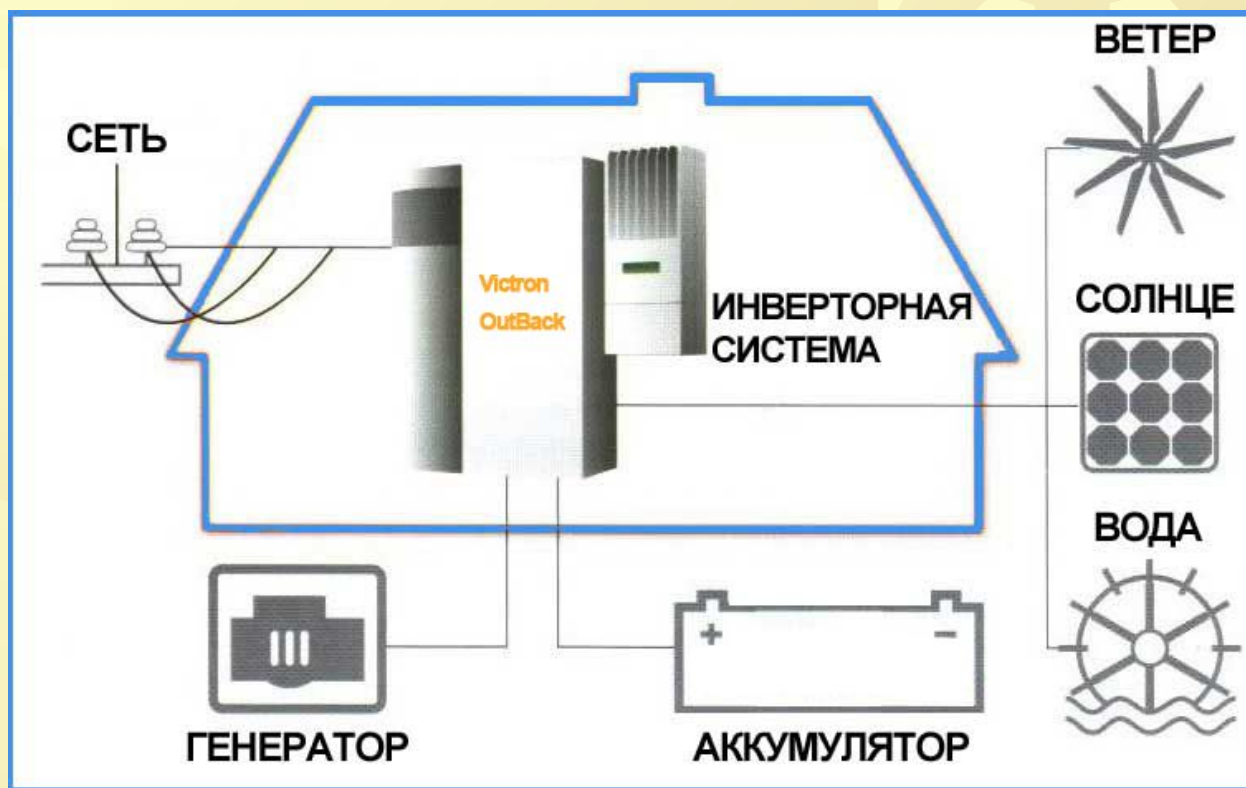 ВЕТЕР
СЕТЬ
Victron
OutBack
ИНВЕРТОРНАЯ
СИСТЕМА
СОЛНЦЕ
ВОДА
+ −
ГЕНЕРАТОР
АККУМУЛЯТОР